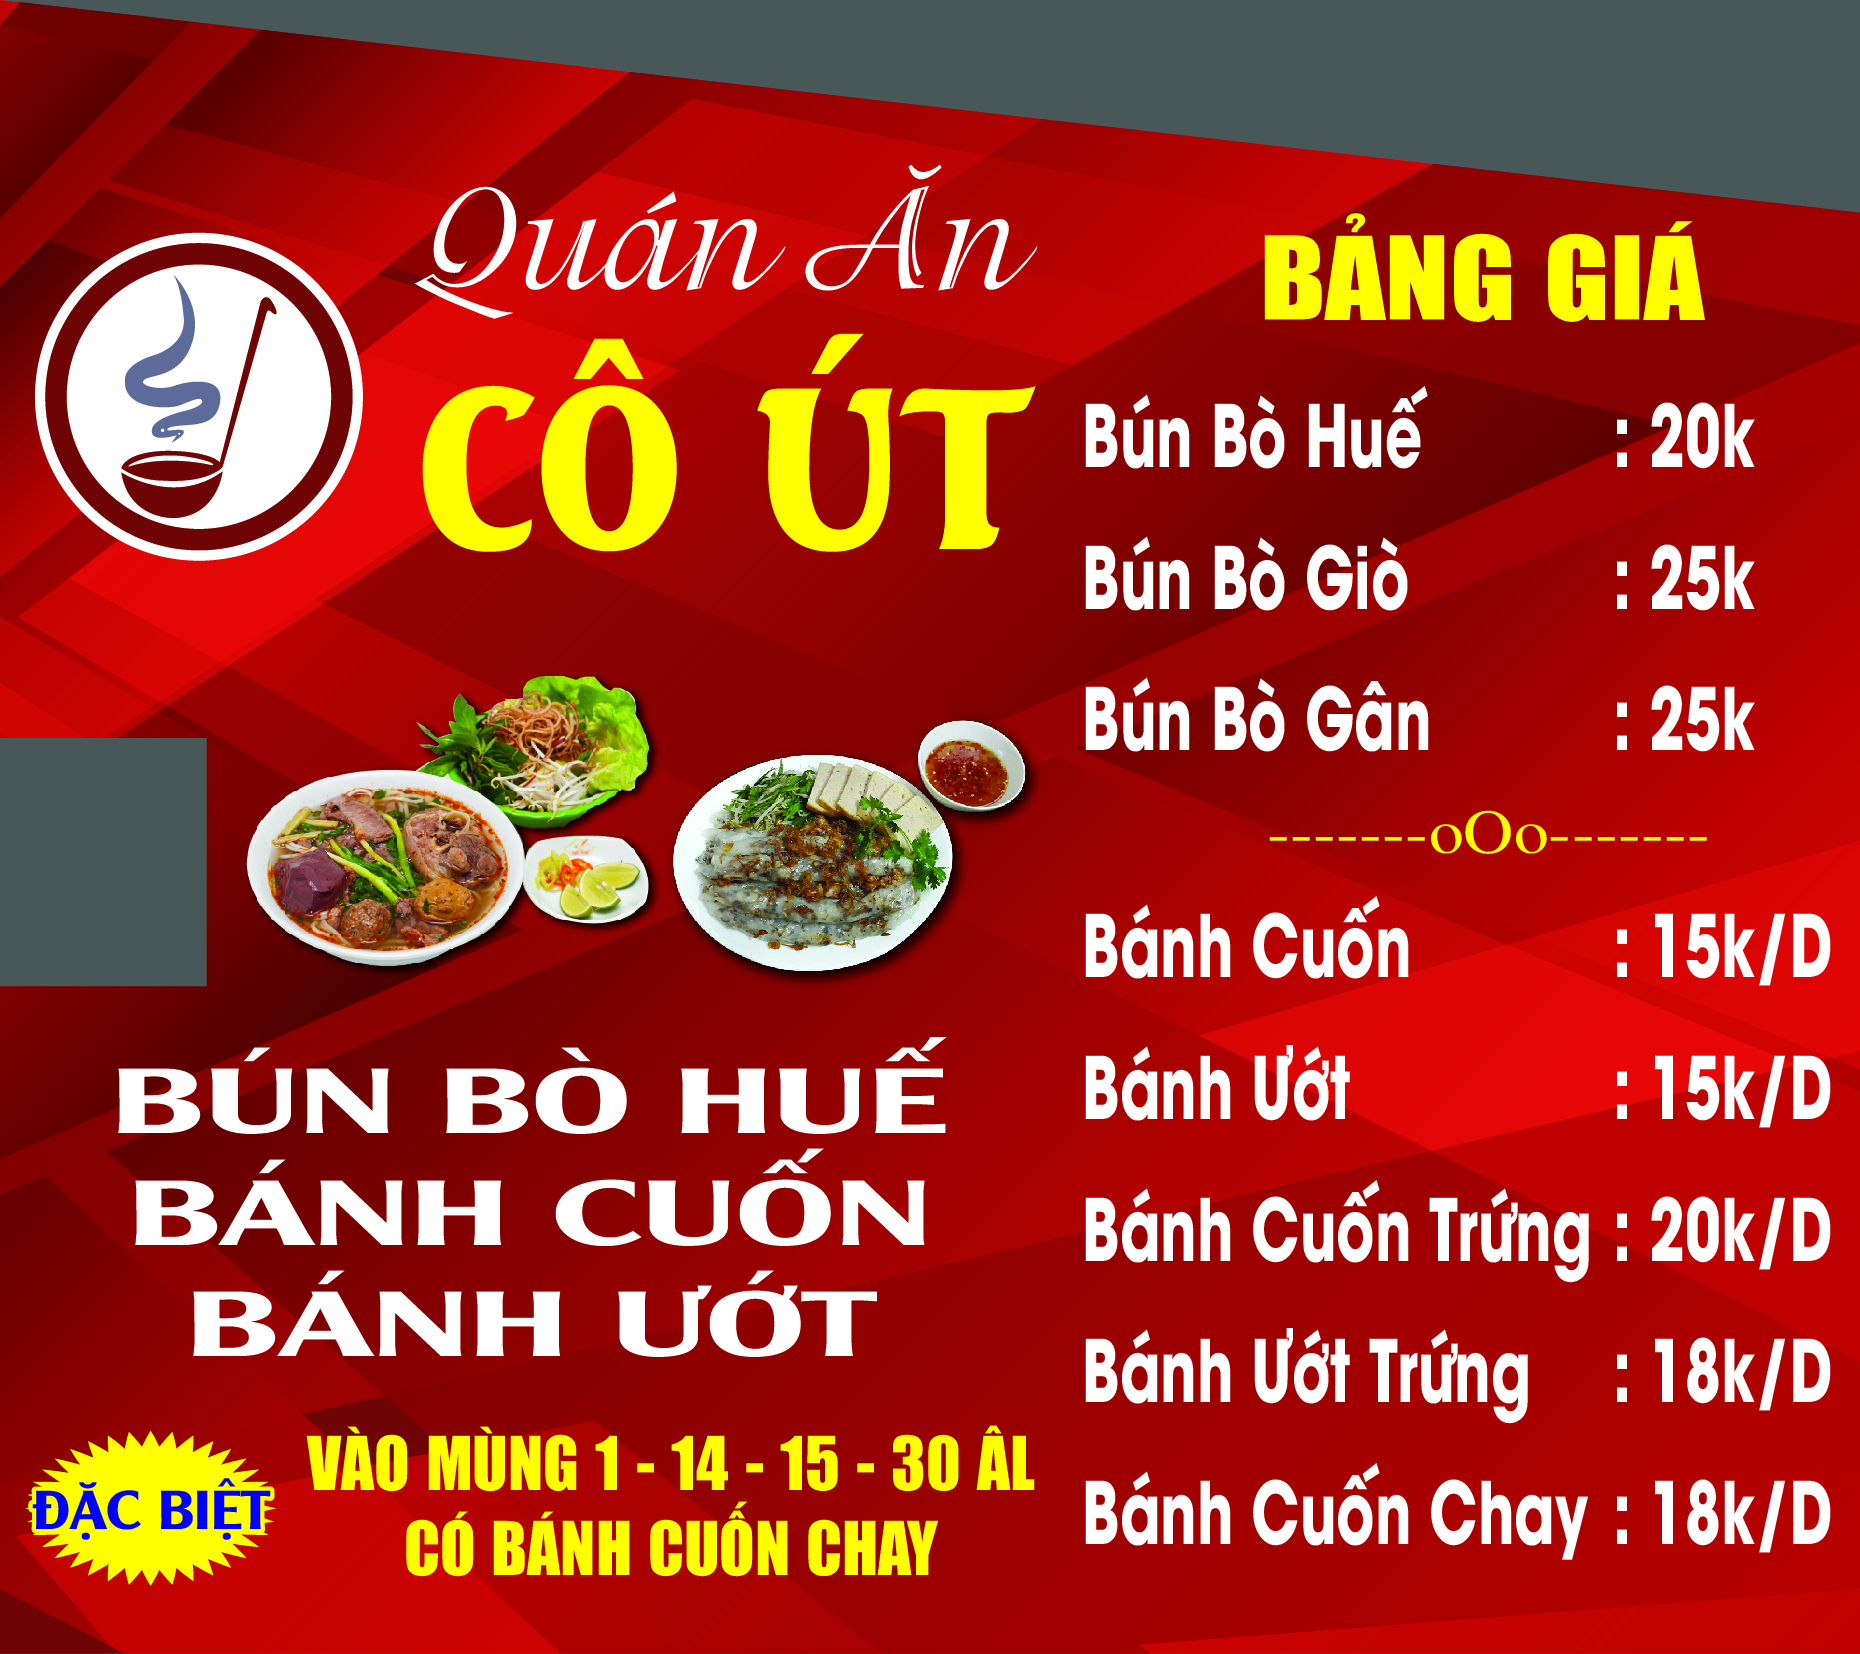 Quán Ăn
CÔ ÚT
BÚN BÒ HUẾ
BÁNH CUỐN
BÁNH ƯỚT
ĐẶC BIỆT
VÀO MÙNG 1 - 14 - 15 - 30 ÂL
CÓ BÁNH CUỐN CHAY
BẢNG GIÁ
Bún Bò Huế : 20k
Bún Bò Giò : 25k
Bún Bò Gân : 25k
-------oOo-------
Bánh Cuốn : 15k/D
Bánh Ướt : 15k/D
Bánh Cuốn Trứng : 20k/D
Bánh Ướt Trứng : 18k/D
Bánh Cuốn Chay : 18k/D